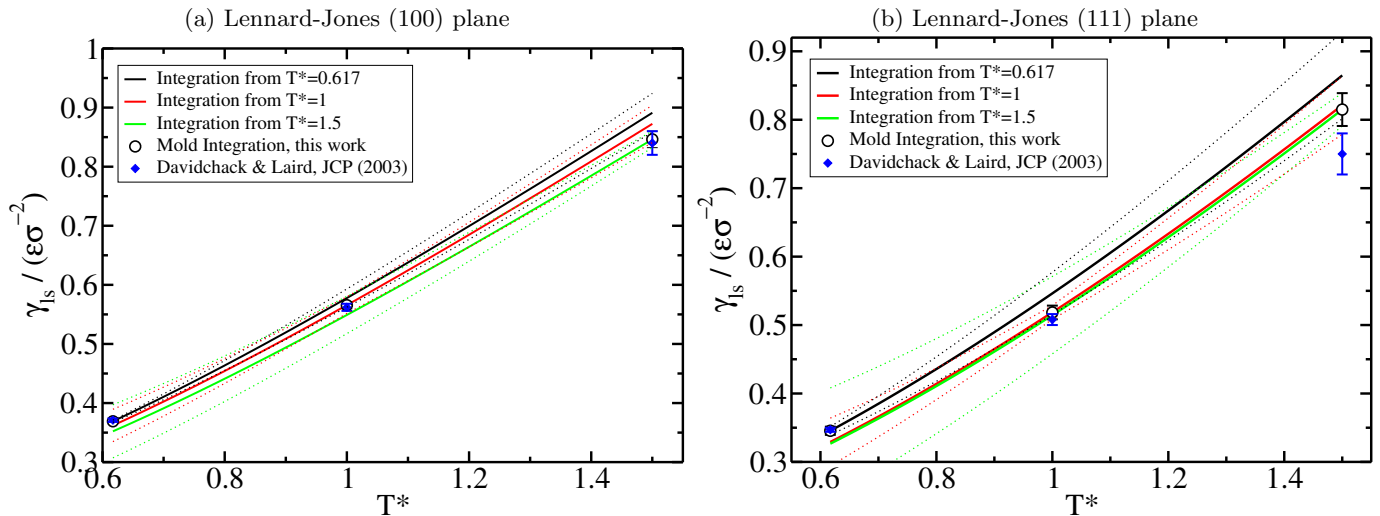 (a) Lennard-Jones (100) plane
1
0.9
0.8
0.7
0.6
0.5
0.4
0.3
0.6
0.8
1
1.2
1.4
γls / (εσ⁻²)
T*
Integration from T*=0.617
Integration from T*=1
Integration from T*=1.5
Mold Integration, this work
Davidchack & Laird, JCP (2003)
(b) Lennard-Jones (111) plane
0.9
0.8
0.7
0.6
0.5
0.4
0.3
0.6
0.8
1
1.2
1.4
γls / (εσ⁻²)
T*
Integration from T*=0.617
Integration from T*=1
Integration from T*=1.5
Mold Integration, this work
Davidchack & Laird, JCP (2003)